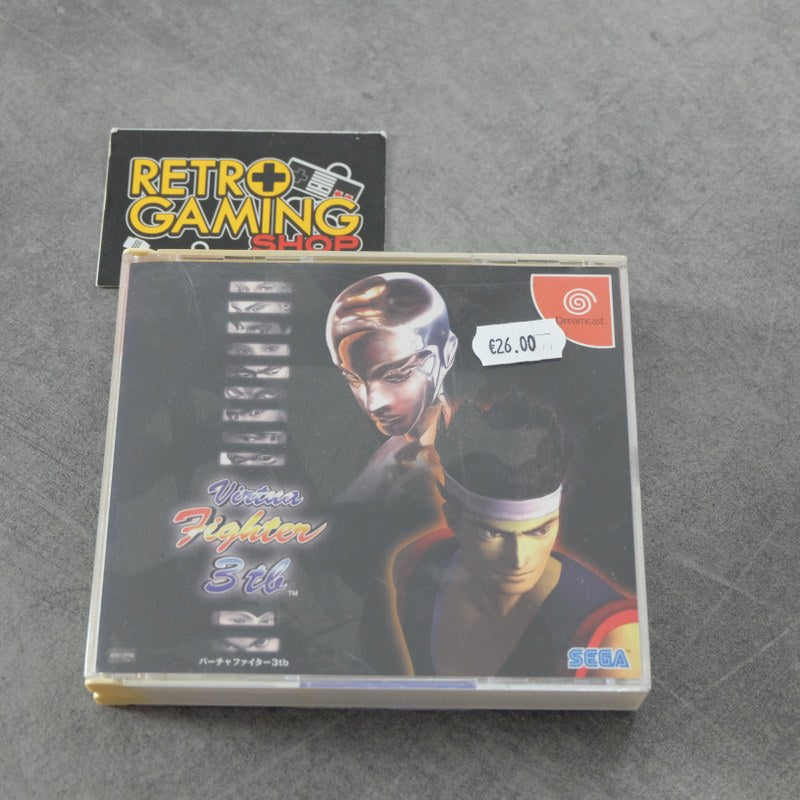 RETRO
GAMING
SHOP
Dreamcast
€26.00
Virtua
Fighter
3tb
TM
バーチャファイター3tb
SEGA